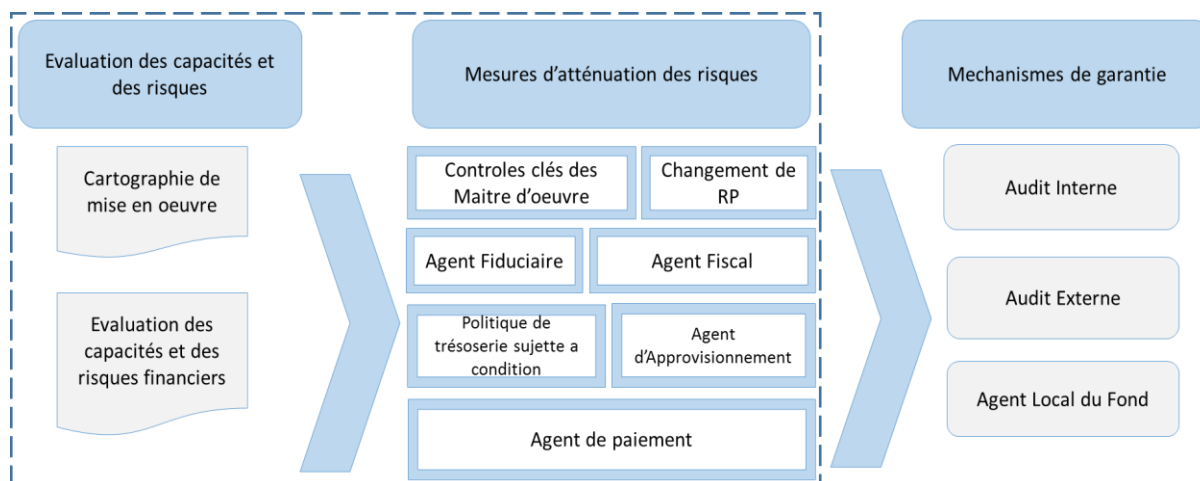 Evaluation des capacités et
des risques
Cartographie de
mise en oeuvre
Evaluation des
capacités et des
risques financiers
Mesures d'atténuation des risques
Controles clés des
Maitre d'oeuvre
Changement de
RP
Agent Fiduciaire
Agent Fiscal
Politique de
trésoserie sujette a
condition
Agent
d'Approvisionnement
Agent de paiement
Mechanismes de garantie
Audit Interne
Audit Externe
Agent Local du Fond